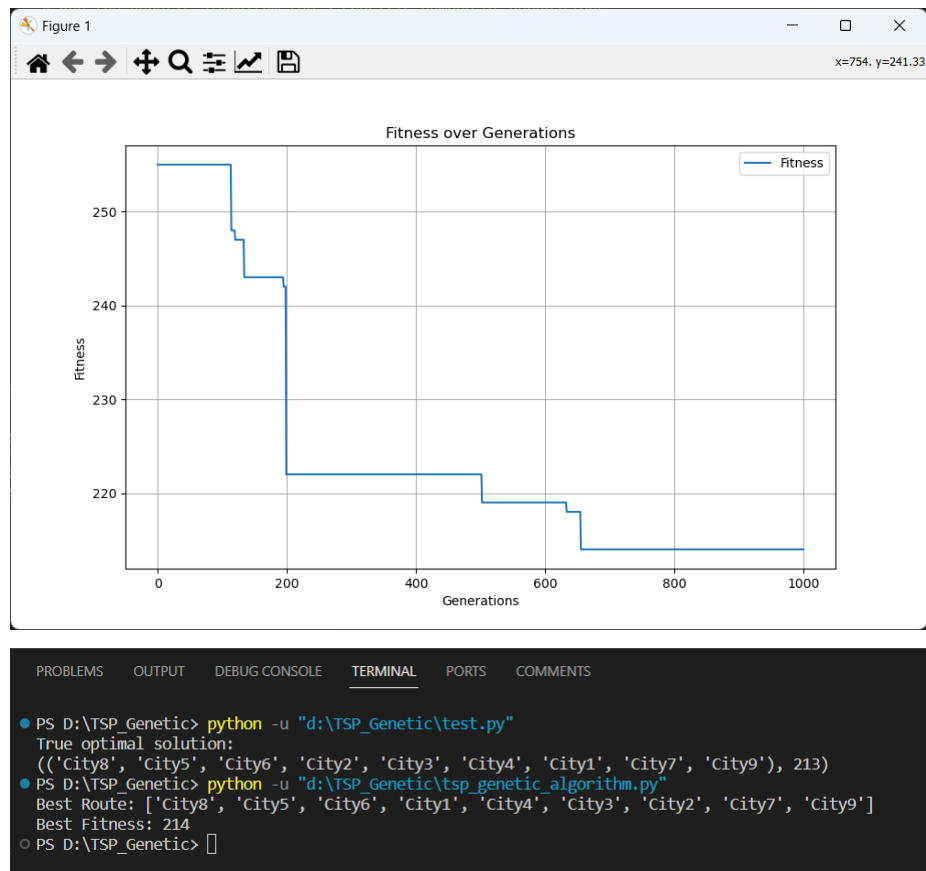 Figure 1
x=754. y=241.33
Fitness over Generations
Fitness
250
240
230
220
Fitness
0 200 400 600 800 1000
Generations
PROBLEMS OUTPUT DEBUG CONSOLE TERMINAL PORTS COMMENTS
PS D:\TSP_Genetic> python -u "d:\TSP_Genetic\test.py"
True optimal solution:
(('City8', 'City5', 'City6', 'City2', 'City3', 'City4', 'City1', 'City7', 'City9'), 213)
PS D:\TSP_Genetic> python -u "d:\TSP_Genetic\tsp_genetic_algorithm.py"
Best Route: ['City8', 'City5', 'City6', 'City1', 'City4', 'City3', 'City2', 'City7', 'City9']
Best Fitness: 214
PS D:\TSP_Genetic>